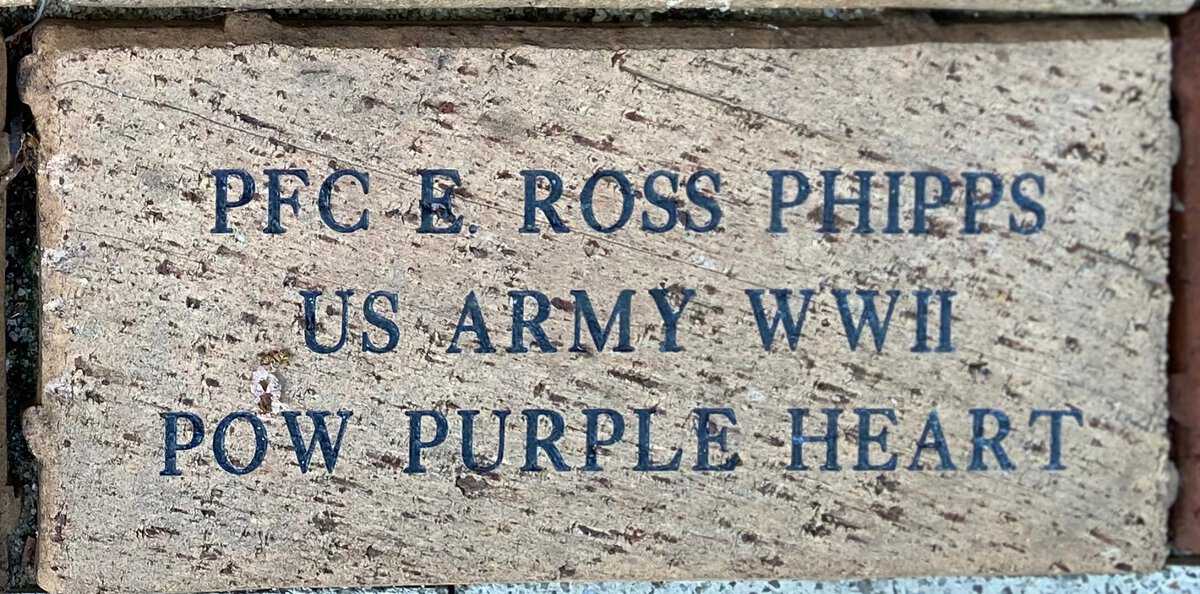 PFC E. ROSS PHIPPS
US ARMY WWII
POW PURPLE HEART